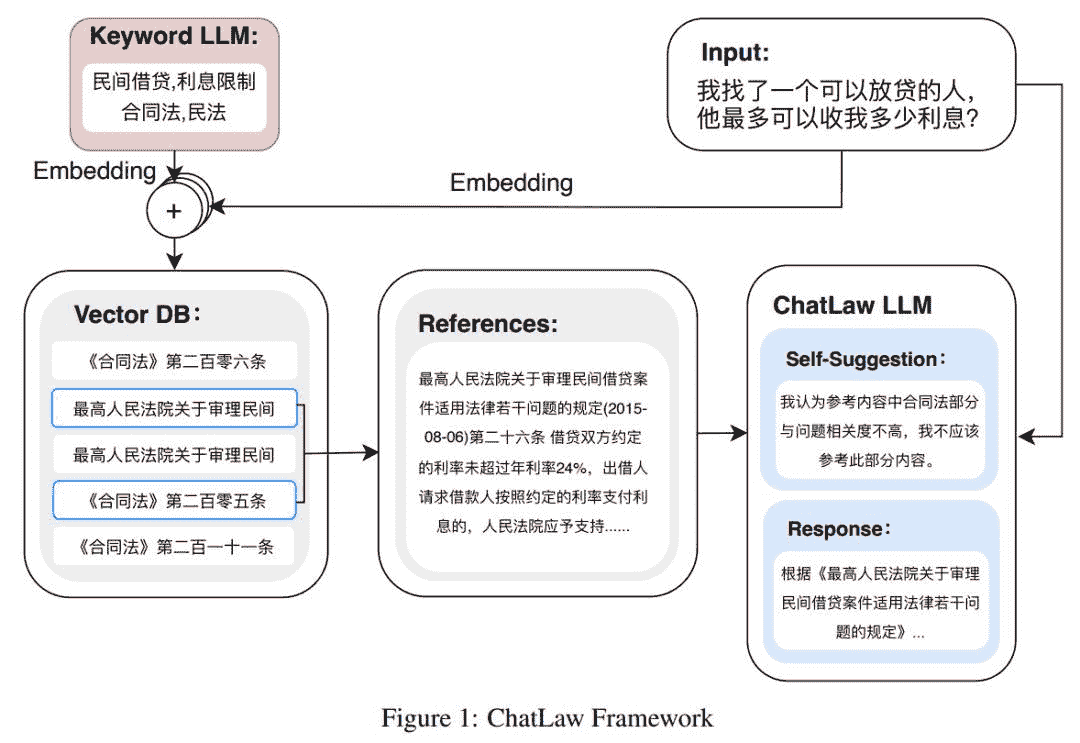 Keyword LLM:
民间借贷,利息限制
合同法,民法
Input:
我找了一个可以放贷的人，
他最多可以收我多少利息?
Embedding
Embedding
+
Vector DB：
《合同法》第二百零六条
最高人民法院关于审理民间
最高人民法院关于审理民间
《合同法》第二百零五条
《合同法》第二百一十一条
References:
最高人民法院关于审理民间借贷案
件适用法律若干问题的规定(2015-
08-06)第二十六条 借贷双方约定
的利率未超过年利率24%，出借人
请求借款人按照约定的利率支付利
息的，人民法院应予支持......
ChatLaw LLM
Self-Suggestion：
我认为参考内容中合同法部分
与问题相关度不高，我不应该
参考此部分内容。
Response：
根据《最高人民法院关于审理
民间借贷案件适用法律若干问
题的规定》...
Figure 1: ChatLaw Framework